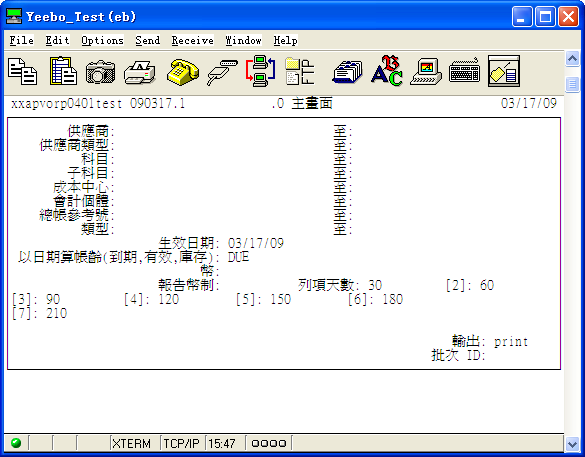 Yeebo_Test(eb)
File Edit Options Send Receive Window Help
xxapvorp0401test 090317.1 .0 主畫面 03/17/09
供應商: 至:
供應商類型: 至:
科目: 至:
子科目: 至:
成本中心: 至:
會計個體: 至:
總帳參考號: 至:
類型: 至:
生效日期: 03/17/09
以日期算帳齡(到期,有效,庫存): DUE
幣:
報告幣制: 列項天數: 30 [2]: 60
[3]: 90 [4]: 120 [5]: 150 [6]: 180
[7]: 210
輸出: print
批次 ID:
XTERM TCP/IP 15:47